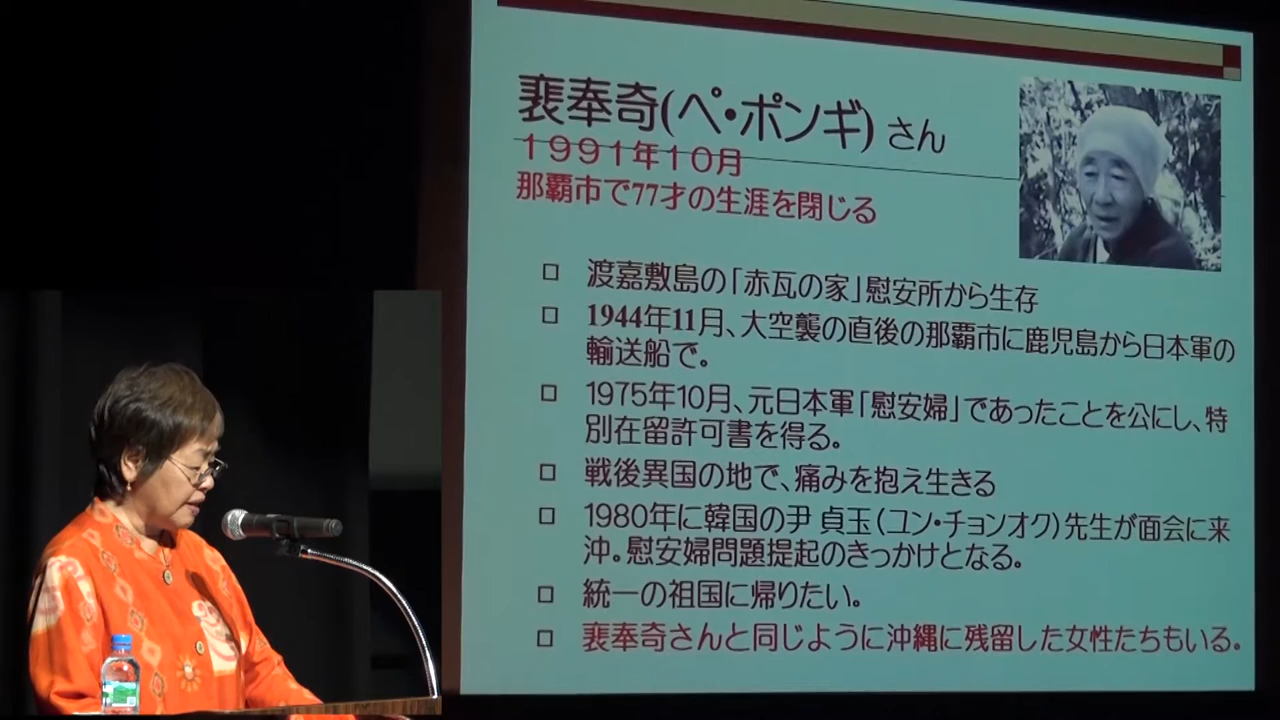 裵奉奇(ペ・ポンギ)さん
1991年10月
那覇市で77才の生涯を閉じる
□ 渡嘉敷島の「赤瓦の家」慰安所から生存
□ 1944年11月、大空襲の直後の那覇市に鹿児島から日本軍の
輸送船で。
□ 1975年10月、元日本軍「慰安婦」であったことを公にし、特
別在留許可書を得る。
□ 戦後異国の地で、痛みを抱え生きる
□ 1980年に韓国の尹 貞玉(ユン・チョンオク)先生が面会に来
沖。慰安婦問題提起のきっかけとなる。
□ 統一の祖国に帰りたい。
□ 裵奉奇さんと同じように沖縄に残留した女性たちもいる。